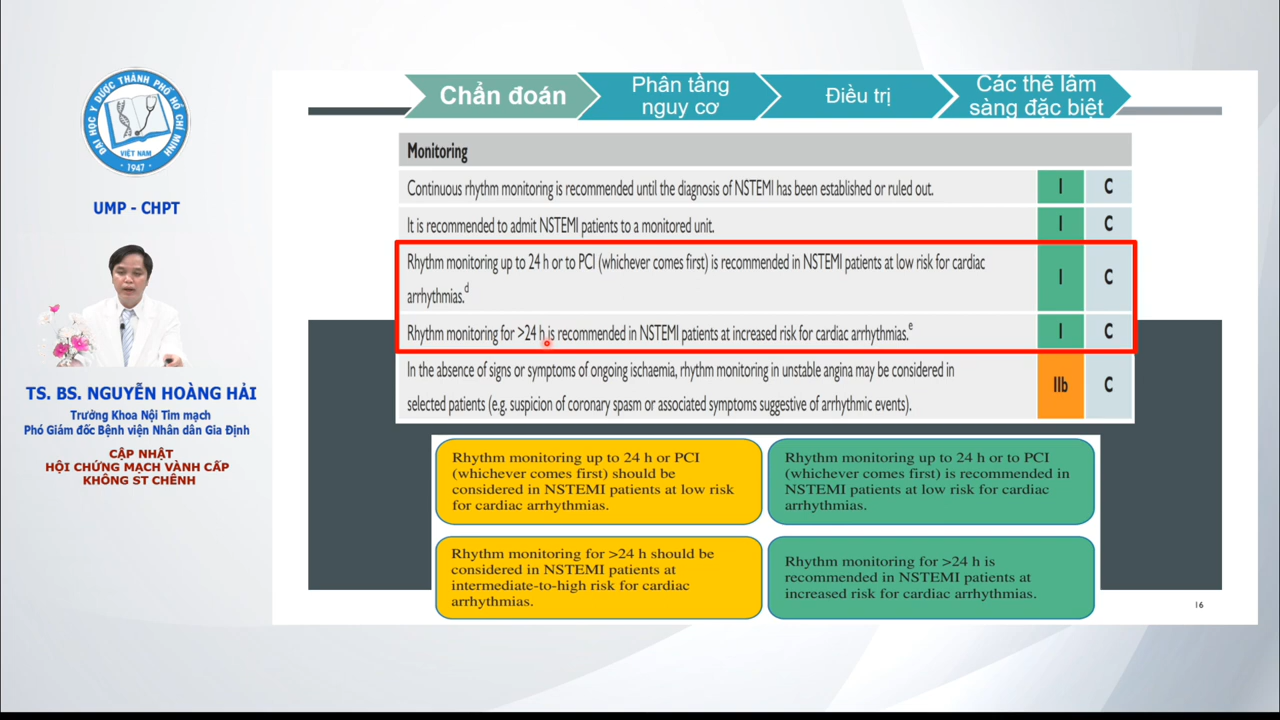 ĐẠI HỌC Y DƯỢC THÀNH PHỐ HỒ CHÍ MINH
VIỆT NAM
1947
UMP - CHPT
TS. BS. NGUYỄN HOÀNG HẢI
Trưởng Khoa Nội Tim mạch
Phó Giám đốc Bệnh viện Nhân dân Gia Định
CẬP NHẬT
HỘI CHỨNG MẠCH VÀNH CẤP
KHÔNG ST CHÊNH
Chẩn đoán
Phân tầng
nguy cơ
Điều trị
Các thể lâm
sàng đặc biệt
Monitoring
Continuous rhythm monitoring is recommended until the diagnosis of NSTEMI has been established or ruled out. I C
It is recommended to admit NSTEMI patients to a monitored unit. I C
Rhythm monitoring up to 24 h or to PCI (whichever comes first) is recommended in NSTEMI patients at low risk for cardiac
arrhythmias.d I C
Rhythm monitoring for >24 h is recommended in NSTEMI patients at increased risk for cardiac arrhythmias.e I C
In the absence of signs or symptoms of ongoing ischaemia, rhythm monitoring in unstable angina may be considered in
selected patients (e.g. suspicion of coronary spasm or associated symptoms suggestive of arrhythmic events). IIb C
Rhythm monitoring up to 24 h or PCI
(whichever comes first) should be
considered in NSTEMI patients at low risk
for cardiac arrhythmias.
Rhythm monitoring up to 24 h or to PCI
(whichever comes first) is recommended in
NSTEMI patients at low risk for cardiac
arrhythmias.
Rhythm monitoring for >24 h should be
considered in NSTEMI patients at
intermediate-to-high risk for cardiac
arrhythmias.
Rhythm monitoring for >24 h is
recommended in NSTEMI patients at
increased risk for cardiac arrhythmias.
16